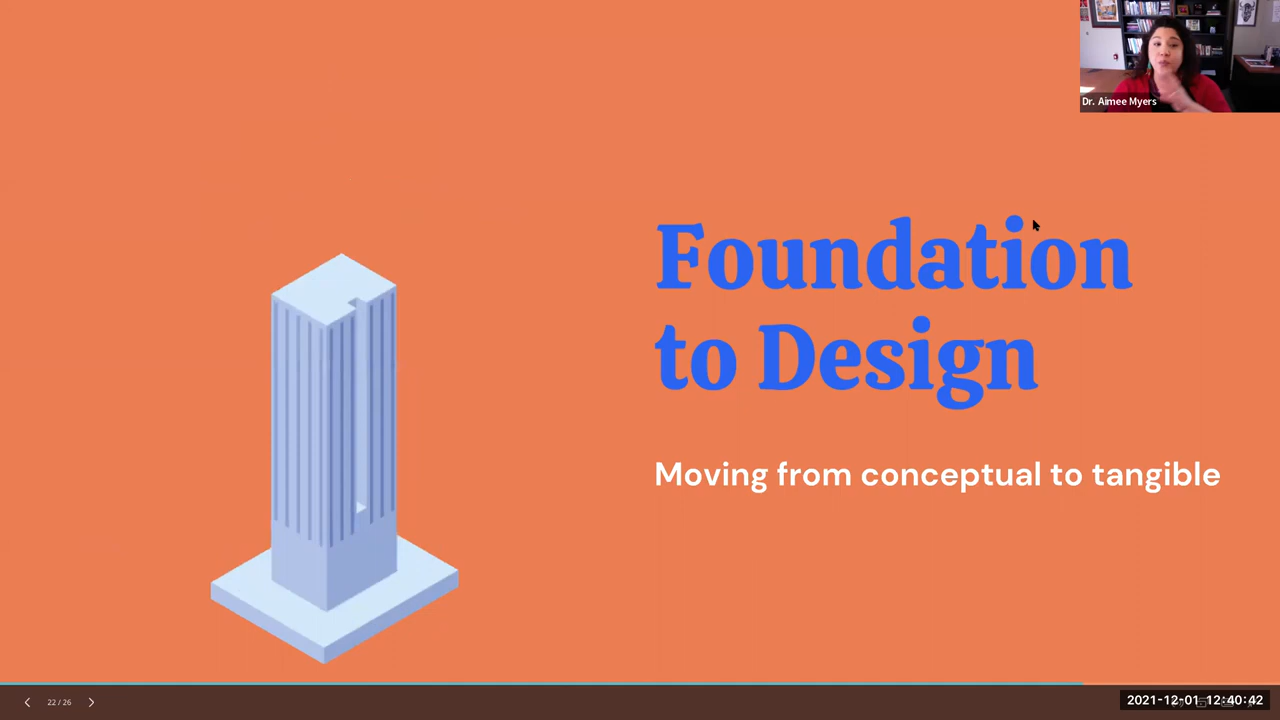 Dr. Aimee Myers
Foundation
to Design
Moving from conceptual to tangible
22 / 26
2021-12-01 12:40:42